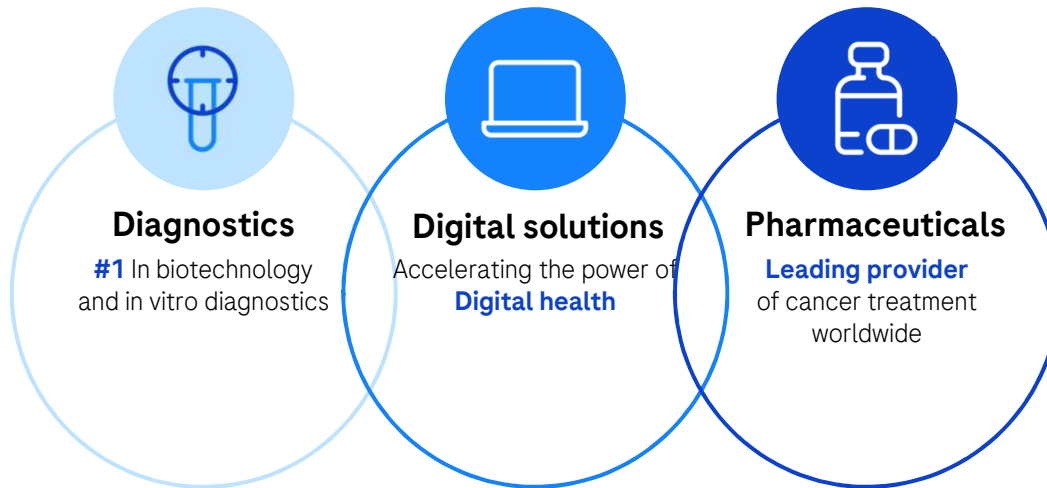 Diagnostics
#1 In biotechnology
and in vitro diagnostics
Digital solutions
Accelerating the power of
Digital health
Pharmaceuticals
Leading provider
of cancer treatment
worldwide